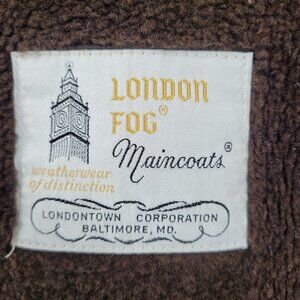 LONDON
FOG®
Maincoats®
weatherwear
of distinction
LONDONTOWN CORPORATION
BALTIMORE, MD.